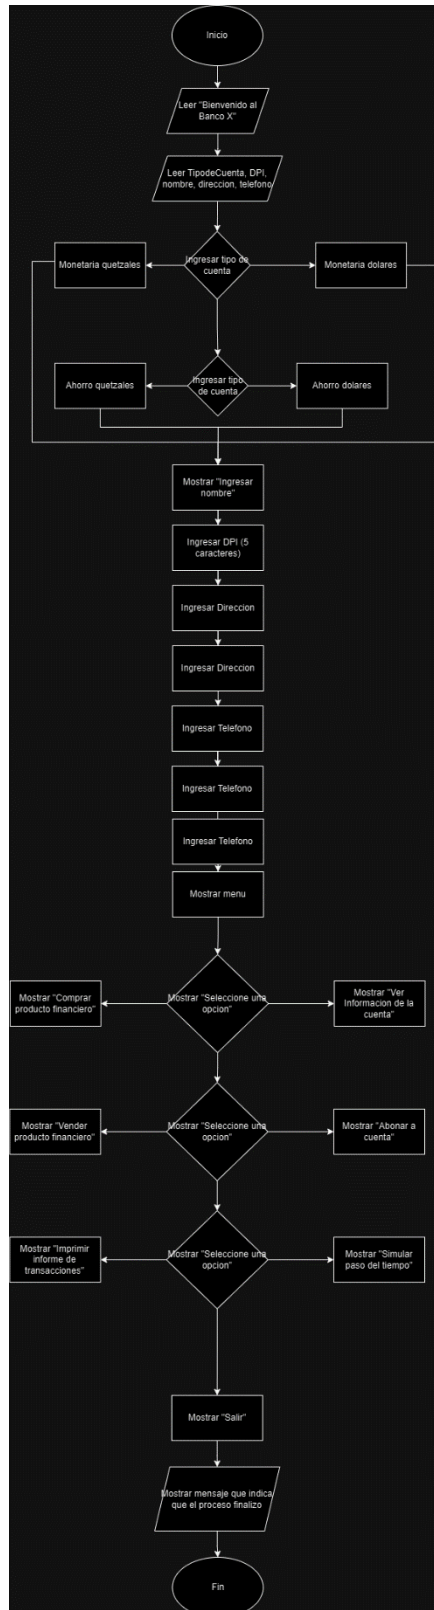 Inicio
Leer "Bienvenido al
Banco X"
Leer TipodeCuenta, DPI,
nombre, direccion, telefono
Monetaria quetzales
Ingresar tipo de
cuenta
Monetaria dolares
Ahorro quetzales
Ingresar tipo
de cuenta
Ahorro dolares
Mostrar "Ingresar
nombre"
Ingresar DPI (5
caracteres)
Ingresar Direccion
Ingresar Direccion
Ingresar Telefono
Ingresar Telefono
Ingresar Telefono
Mostrar menu
Mostrar "Comprar
producto financiero"
Mostrar "Seleccione una
opcion"
Mostrar "Ver
Informacion de la
cuenta"
Mostrar "Vender
producto financiero"
Mostrar "Seleccione una
opcion"
Mostrar "Abonar a
cuenta"
Mostrar "Imprimir
informe de
transacciones"
Mostrar "Seleccione una
opcion"
Mostrar "Simular
paso del tiempo"
Mostrar "Salir"
Mostrar mensaje que indica
que el proceso finalizo
Fin